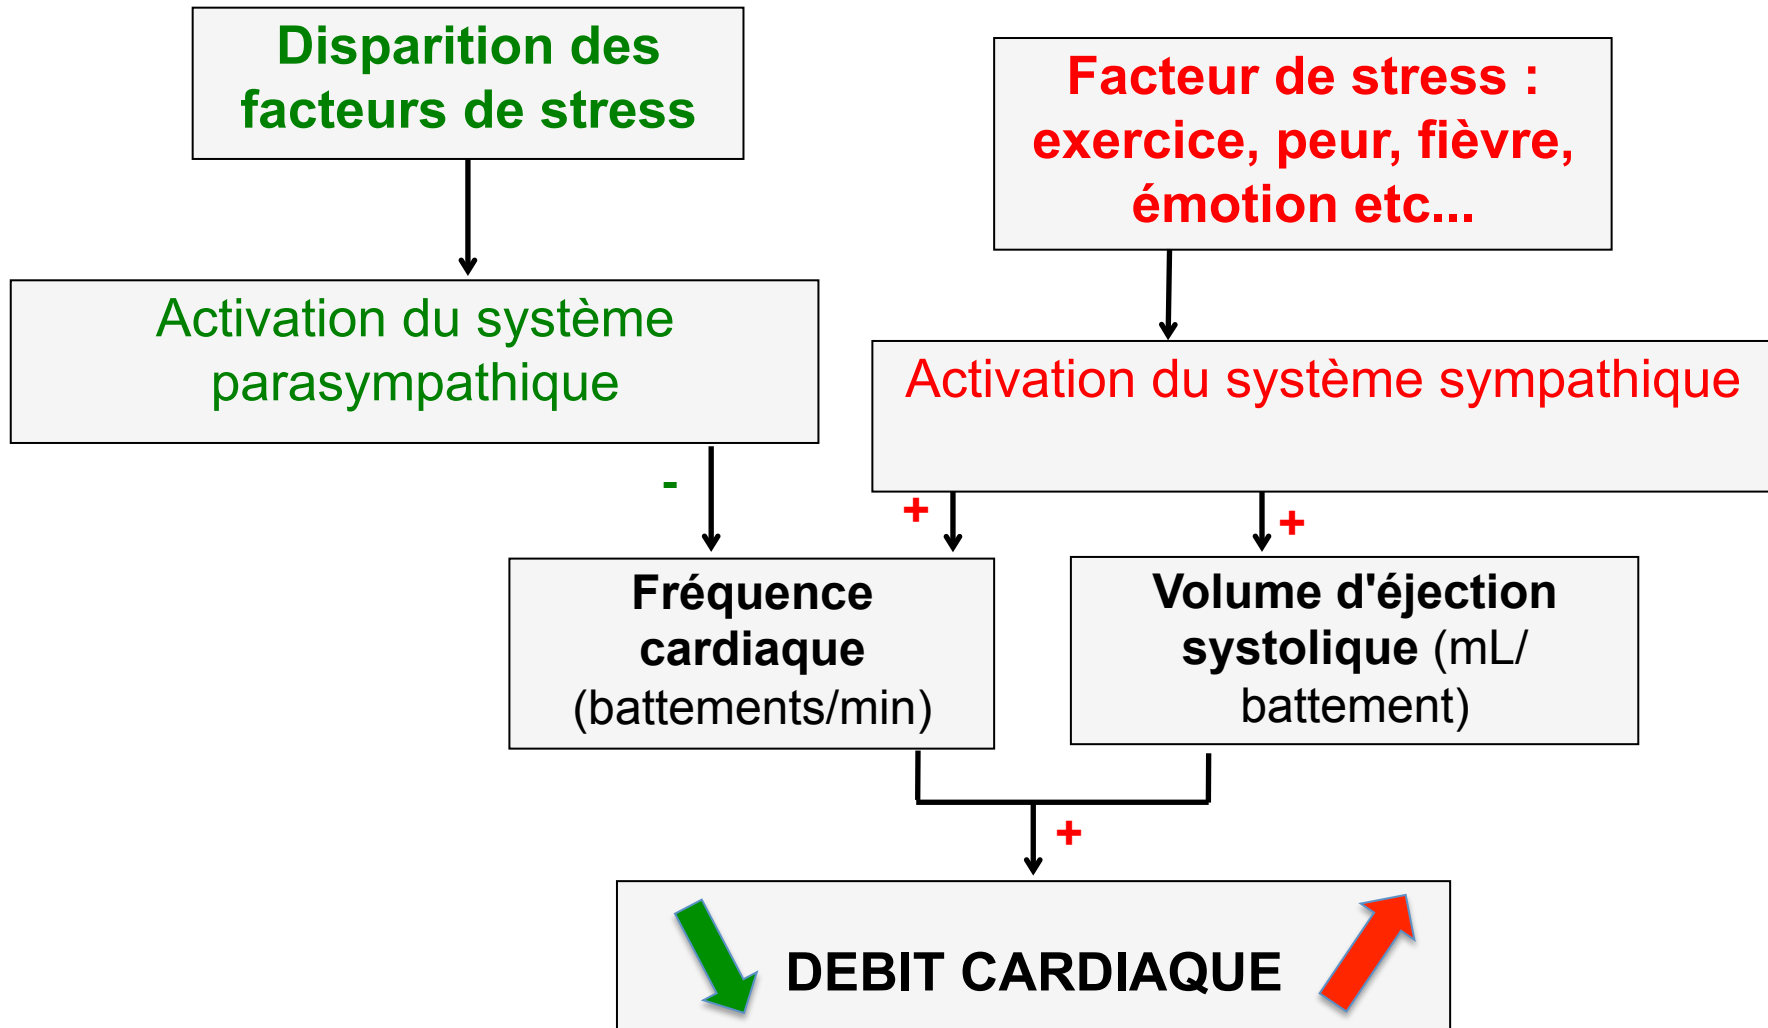 Disparition des
facteurs de stress
Facteur de stress :
exercice, peur, fièvre,
émotion etc...
Activation du système
parasympathique
Activation du système sympathique
-
+
+
Fréquence
cardiaque
(battements/min)
Volume d'éjection
systolique (mL/
battement)
+
DEBIT CARDIAQUE